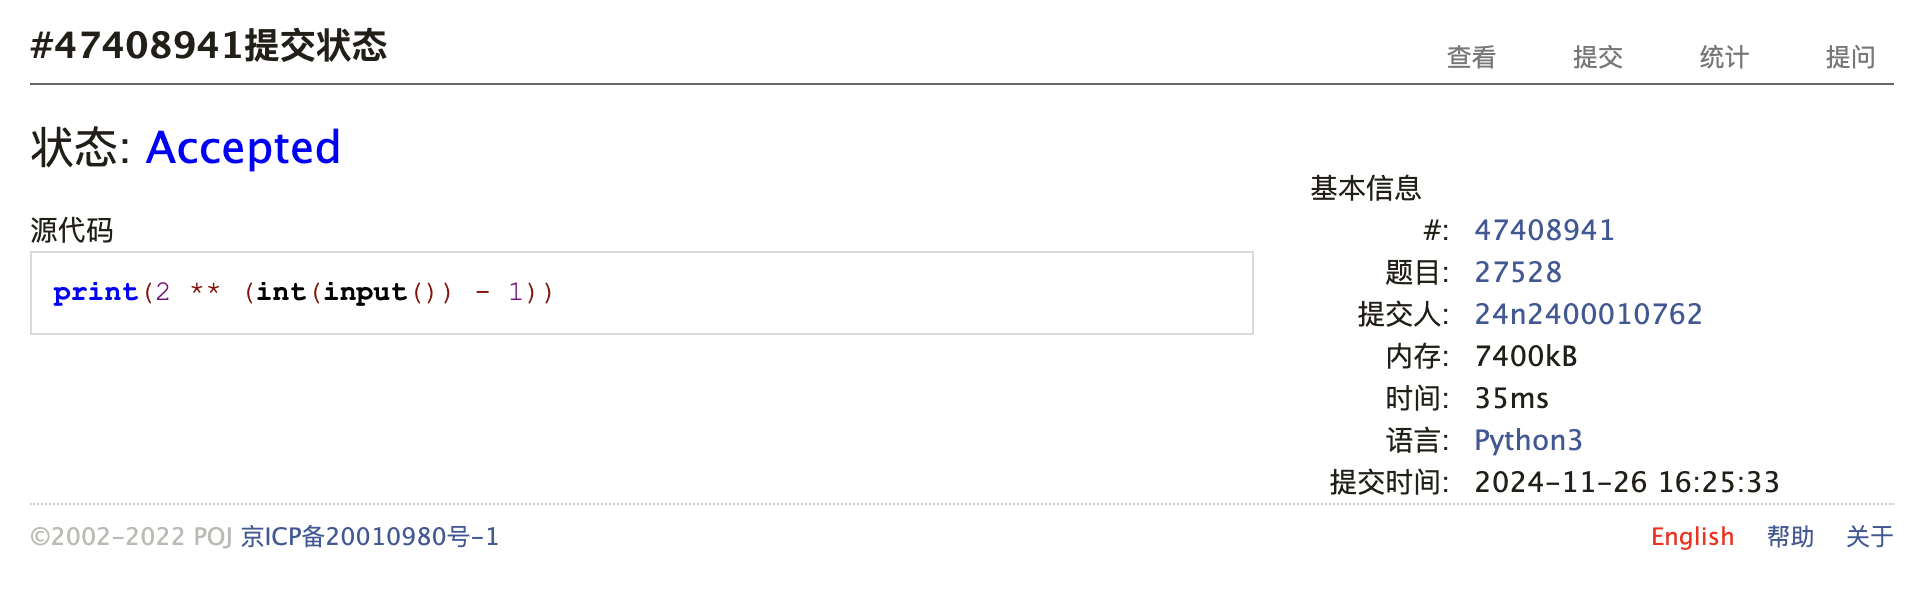 #47408941提交状态
查看 提交 统计 提问
状态: Accepted
源代码
print(2 ** (int(input()) - 1))
基本信息
#: 47408941
题目: 27528
提交人: 24n2400010762
内存: 7400kB
时间: 35ms
语言: Python3
提交时间: 2024-11-26 16:25:33
©2002-2022 POJ 京ICP备20010980号-1
English 帮助 关于